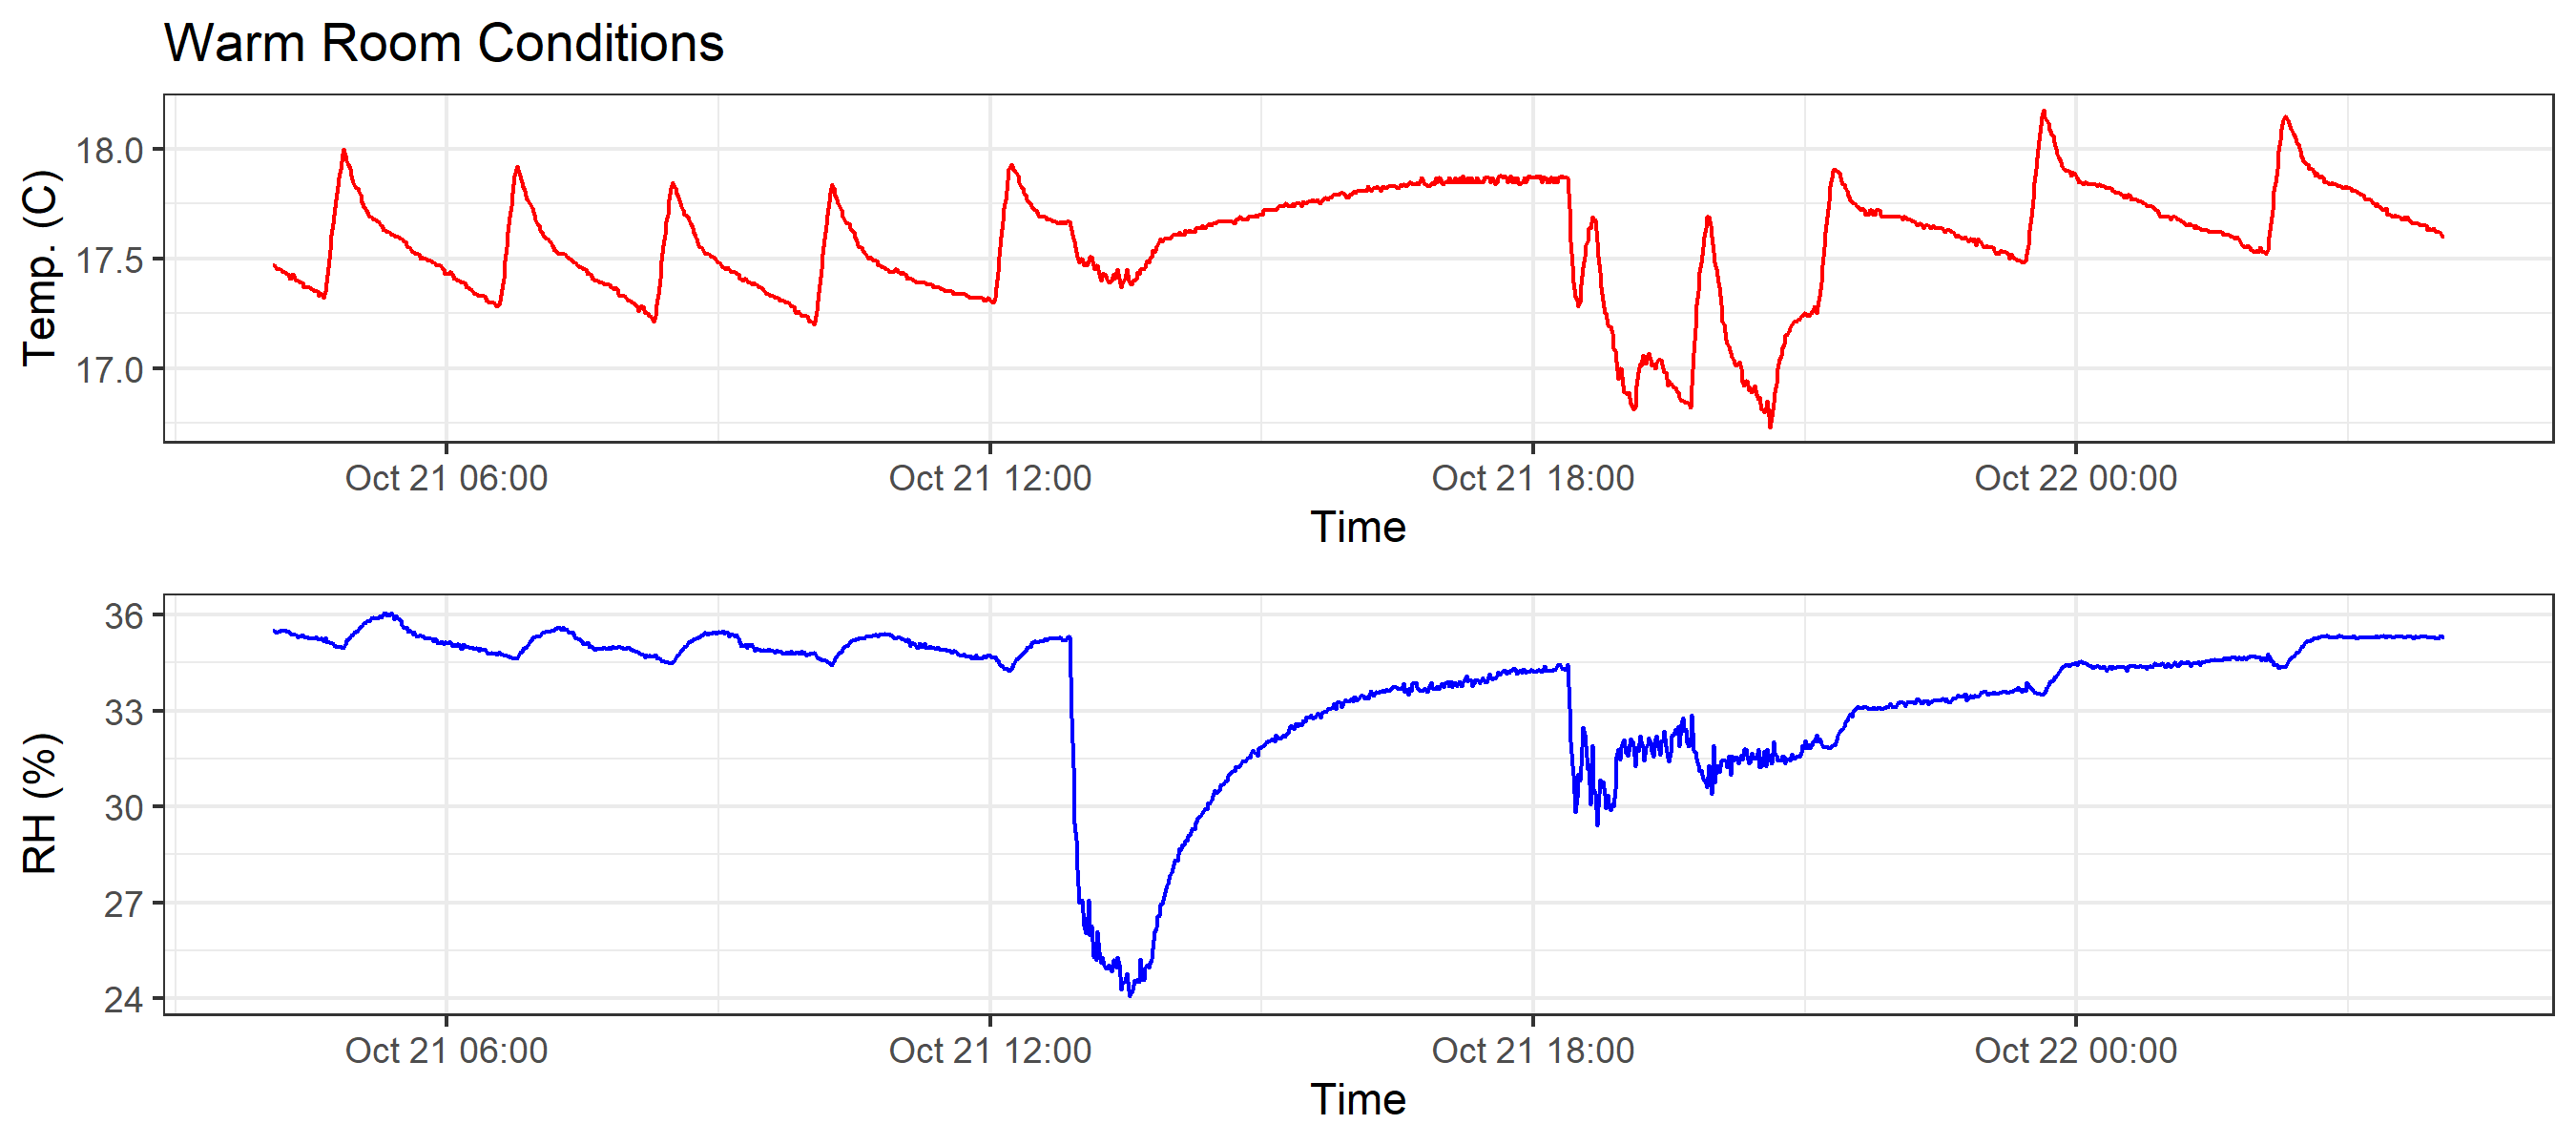 Warm Room Conditions
Temp. (C)
18.0
17.5
17.0
Oct 21 06:00 Oct 21 12:00 Oct 21 18:00 Oct 22 00:00
Time
RH (%)
36
33
30
27
24
Oct 21 06:00 Oct 21 12:00 Oct 21 18:00 Oct 22 00:00
Time